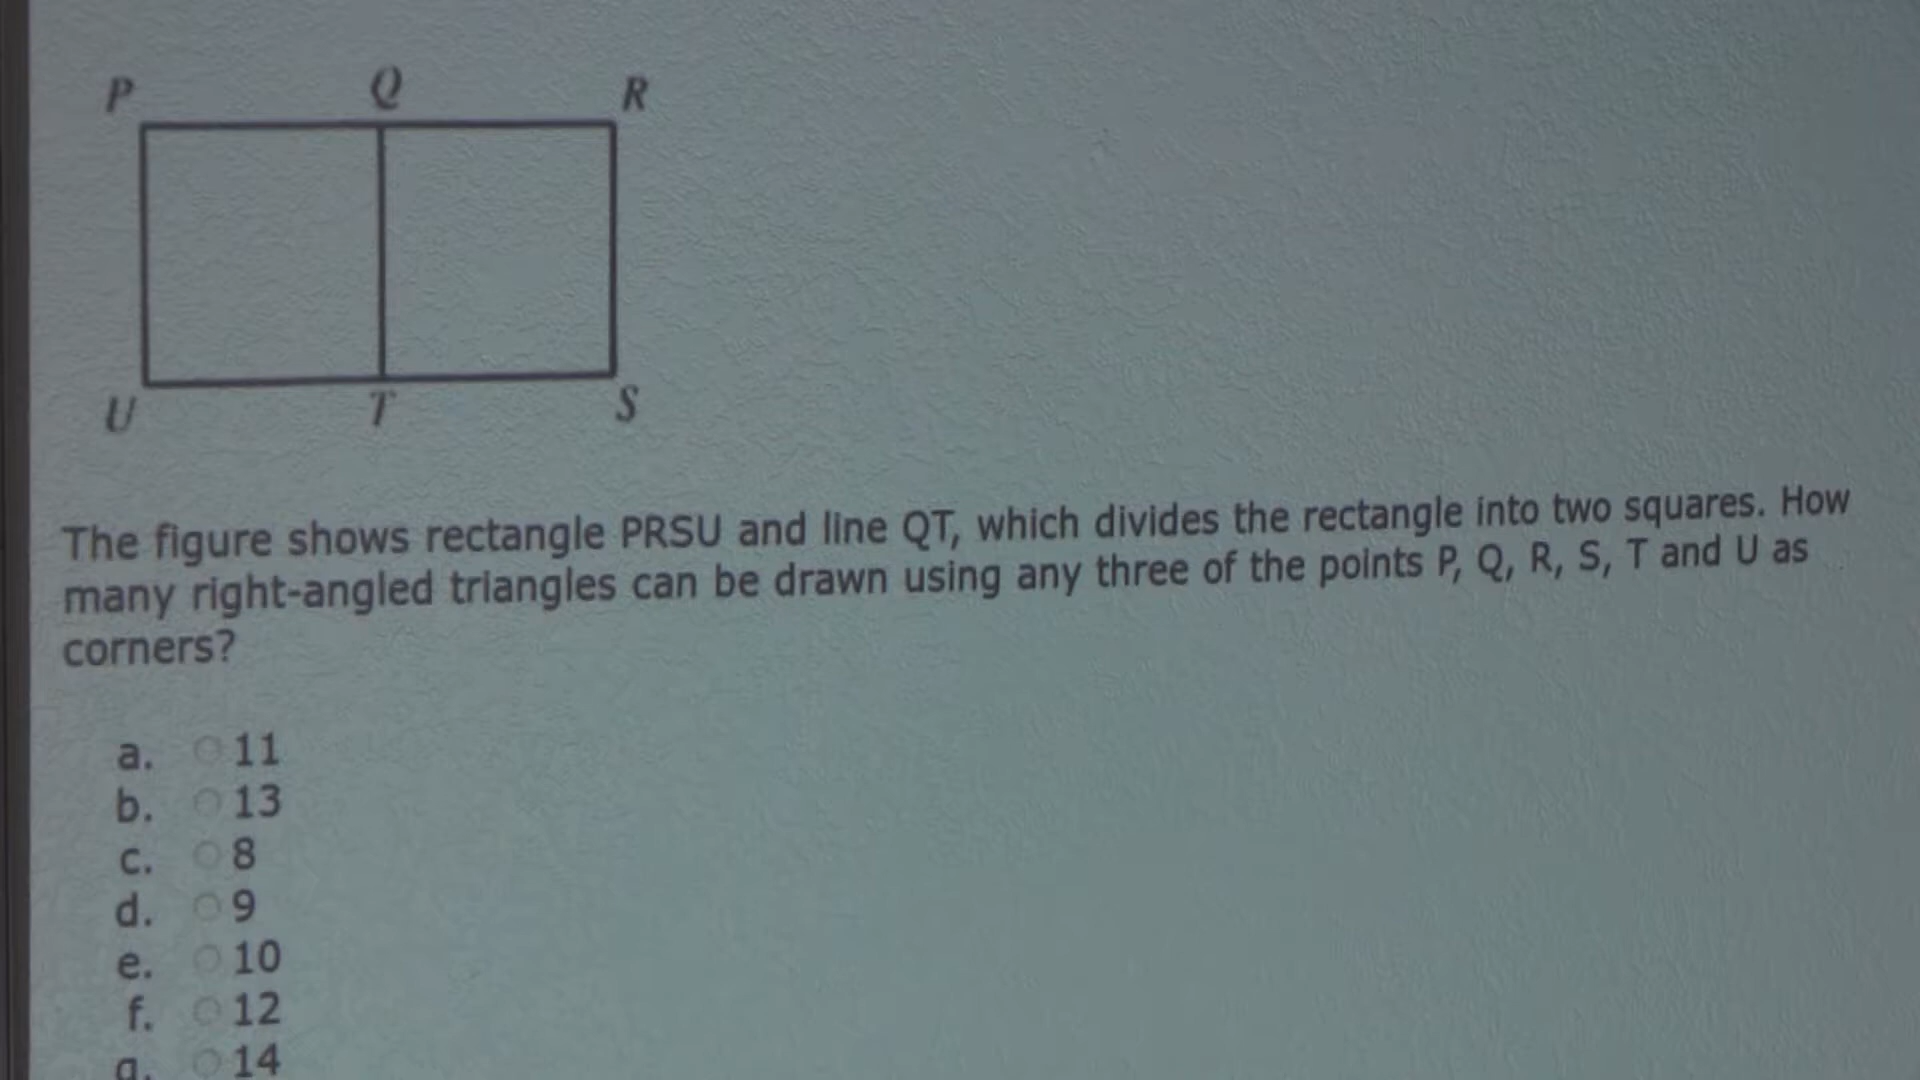 P Q R
U T S
The figure shows rectangle PRSU and line QT, which divides the rectangle into two squares. How
many right-angled triangles can be drawn using any three of the points P, Q, R, S, T and U as
corners?
a. 11
b. 13
c. 8
d. 9
e. 10
f. 12
g. 14